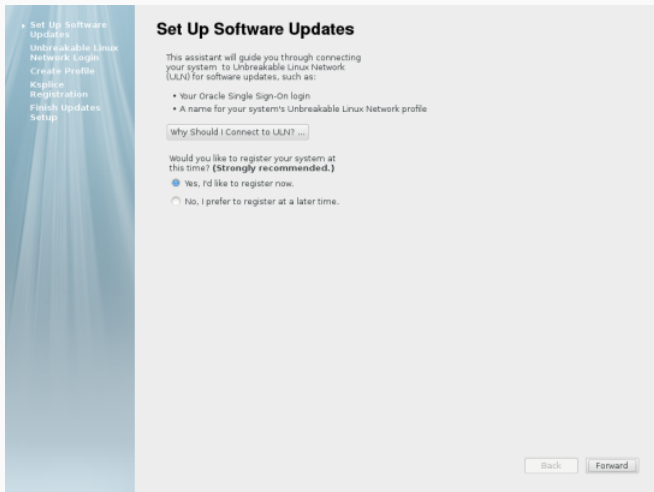 Set Up Software
Updates
Unbreakable Linux
Network Login
Create Profile
Ksplice
Registration
Finish Updates
Setup
Set Up Software Updates
This assistant will guide you through connecting
your system to Unbreakable Linux Network
(ULN) for software updates, such as:
• Your Oracle Single Sign-On login
• A name for your system's Unbreakable Linux Network profile
Why Should I Connect to ULN? ...
Would you like to register your system at
this time? (Strongly recommended.)
Yes, I'd like to register now.
No, I prefer to register at a later time.
Back
Forward